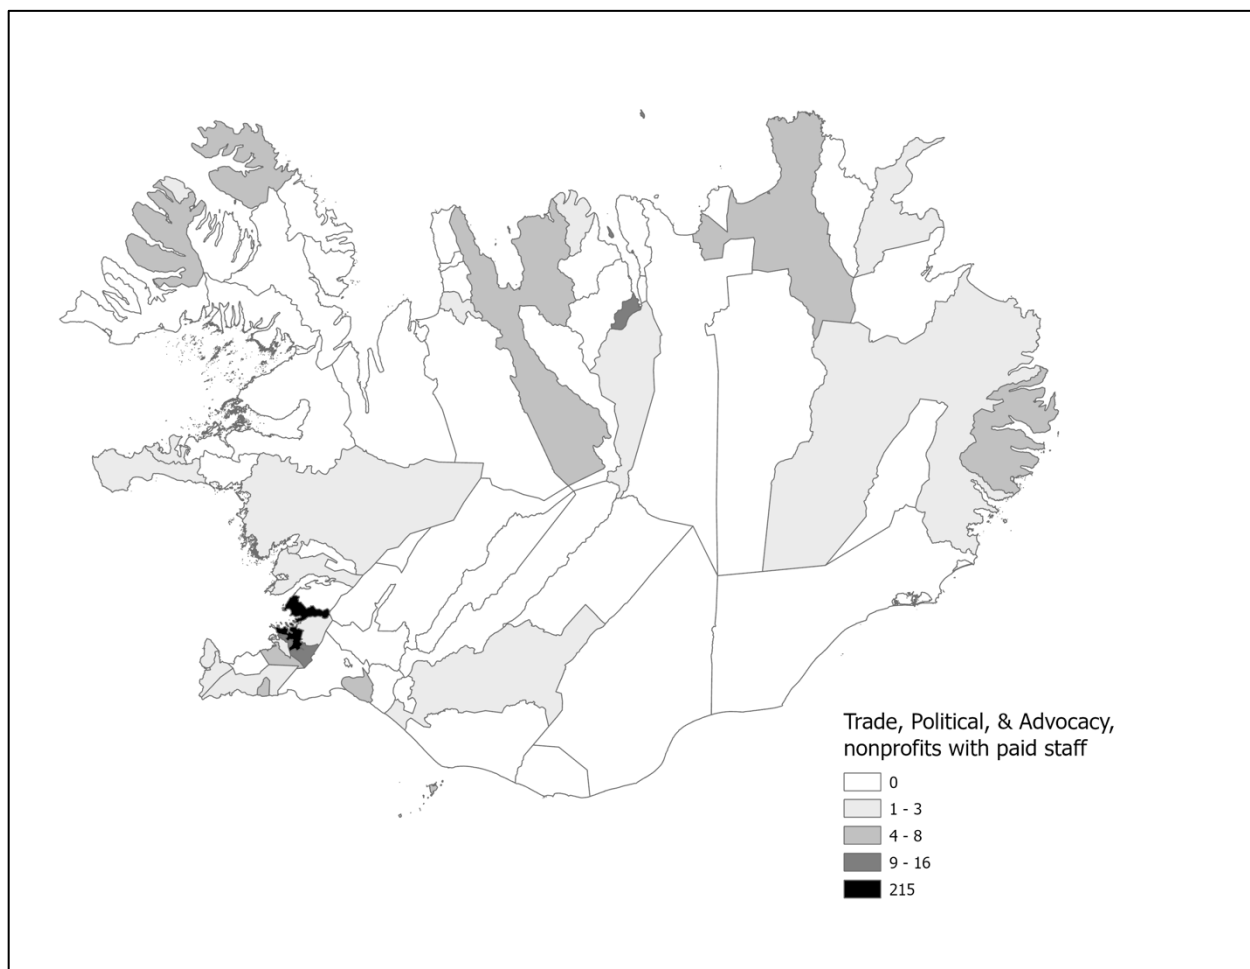 Trade, Political, & Advocacy,
nonprofits with paid staff
0
1 - 3
4 - 8
9 - 16
215